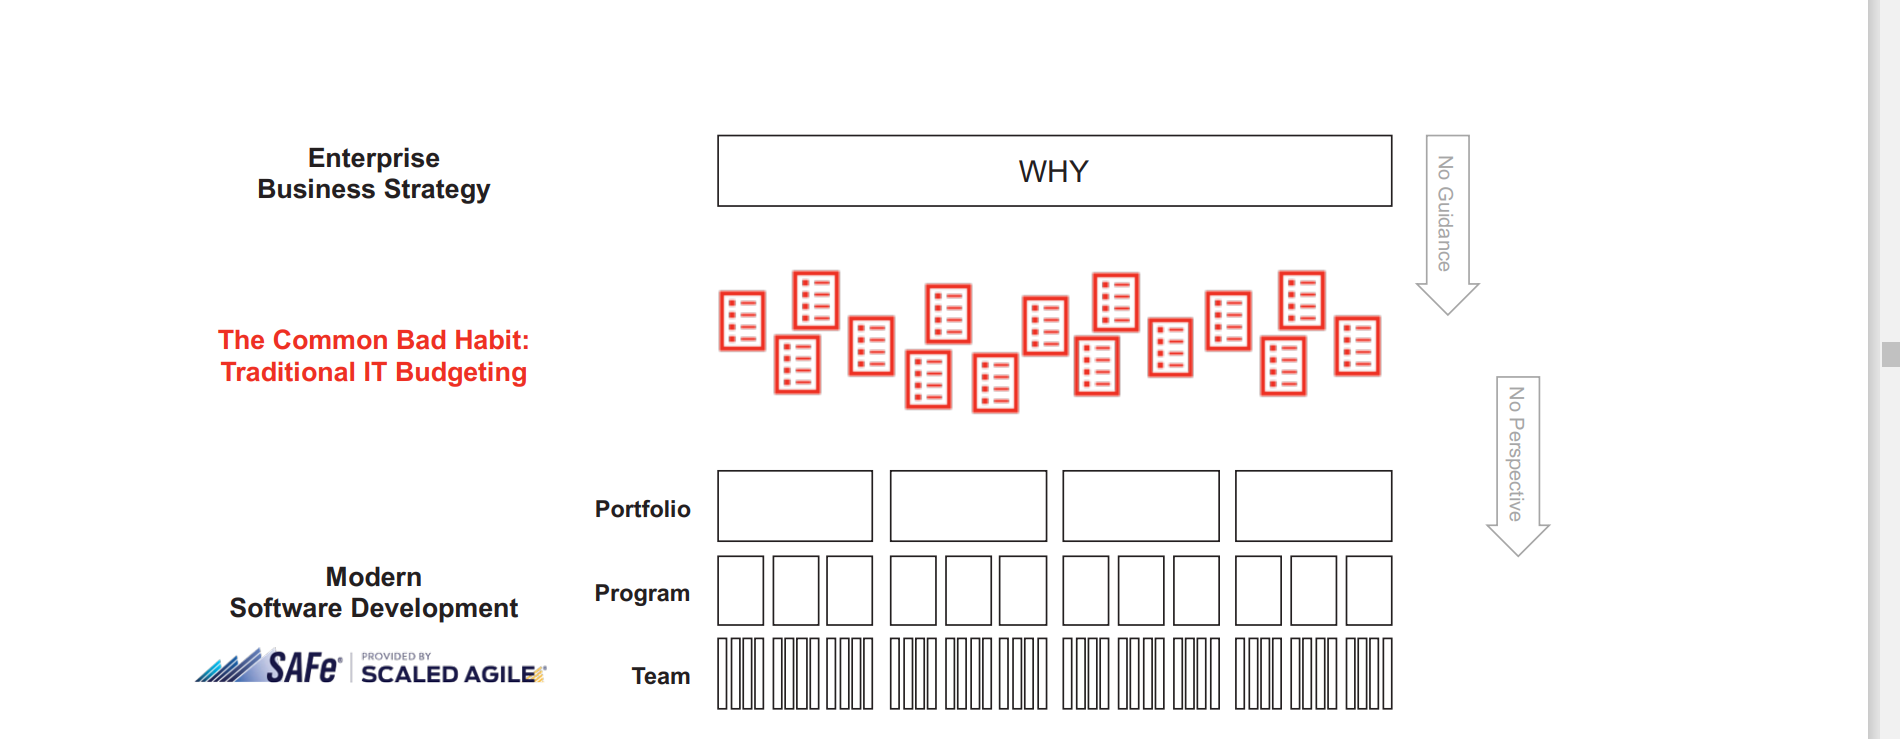 Enterprise
Business Strategy
WHY
No Guidance
The Common Bad Habit:
Traditional IT Budgeting
No Perspective
Portfolio
Modern
Software Development
Program
SAFe®
PROVIDED BY
SCALED AGILE®
Team